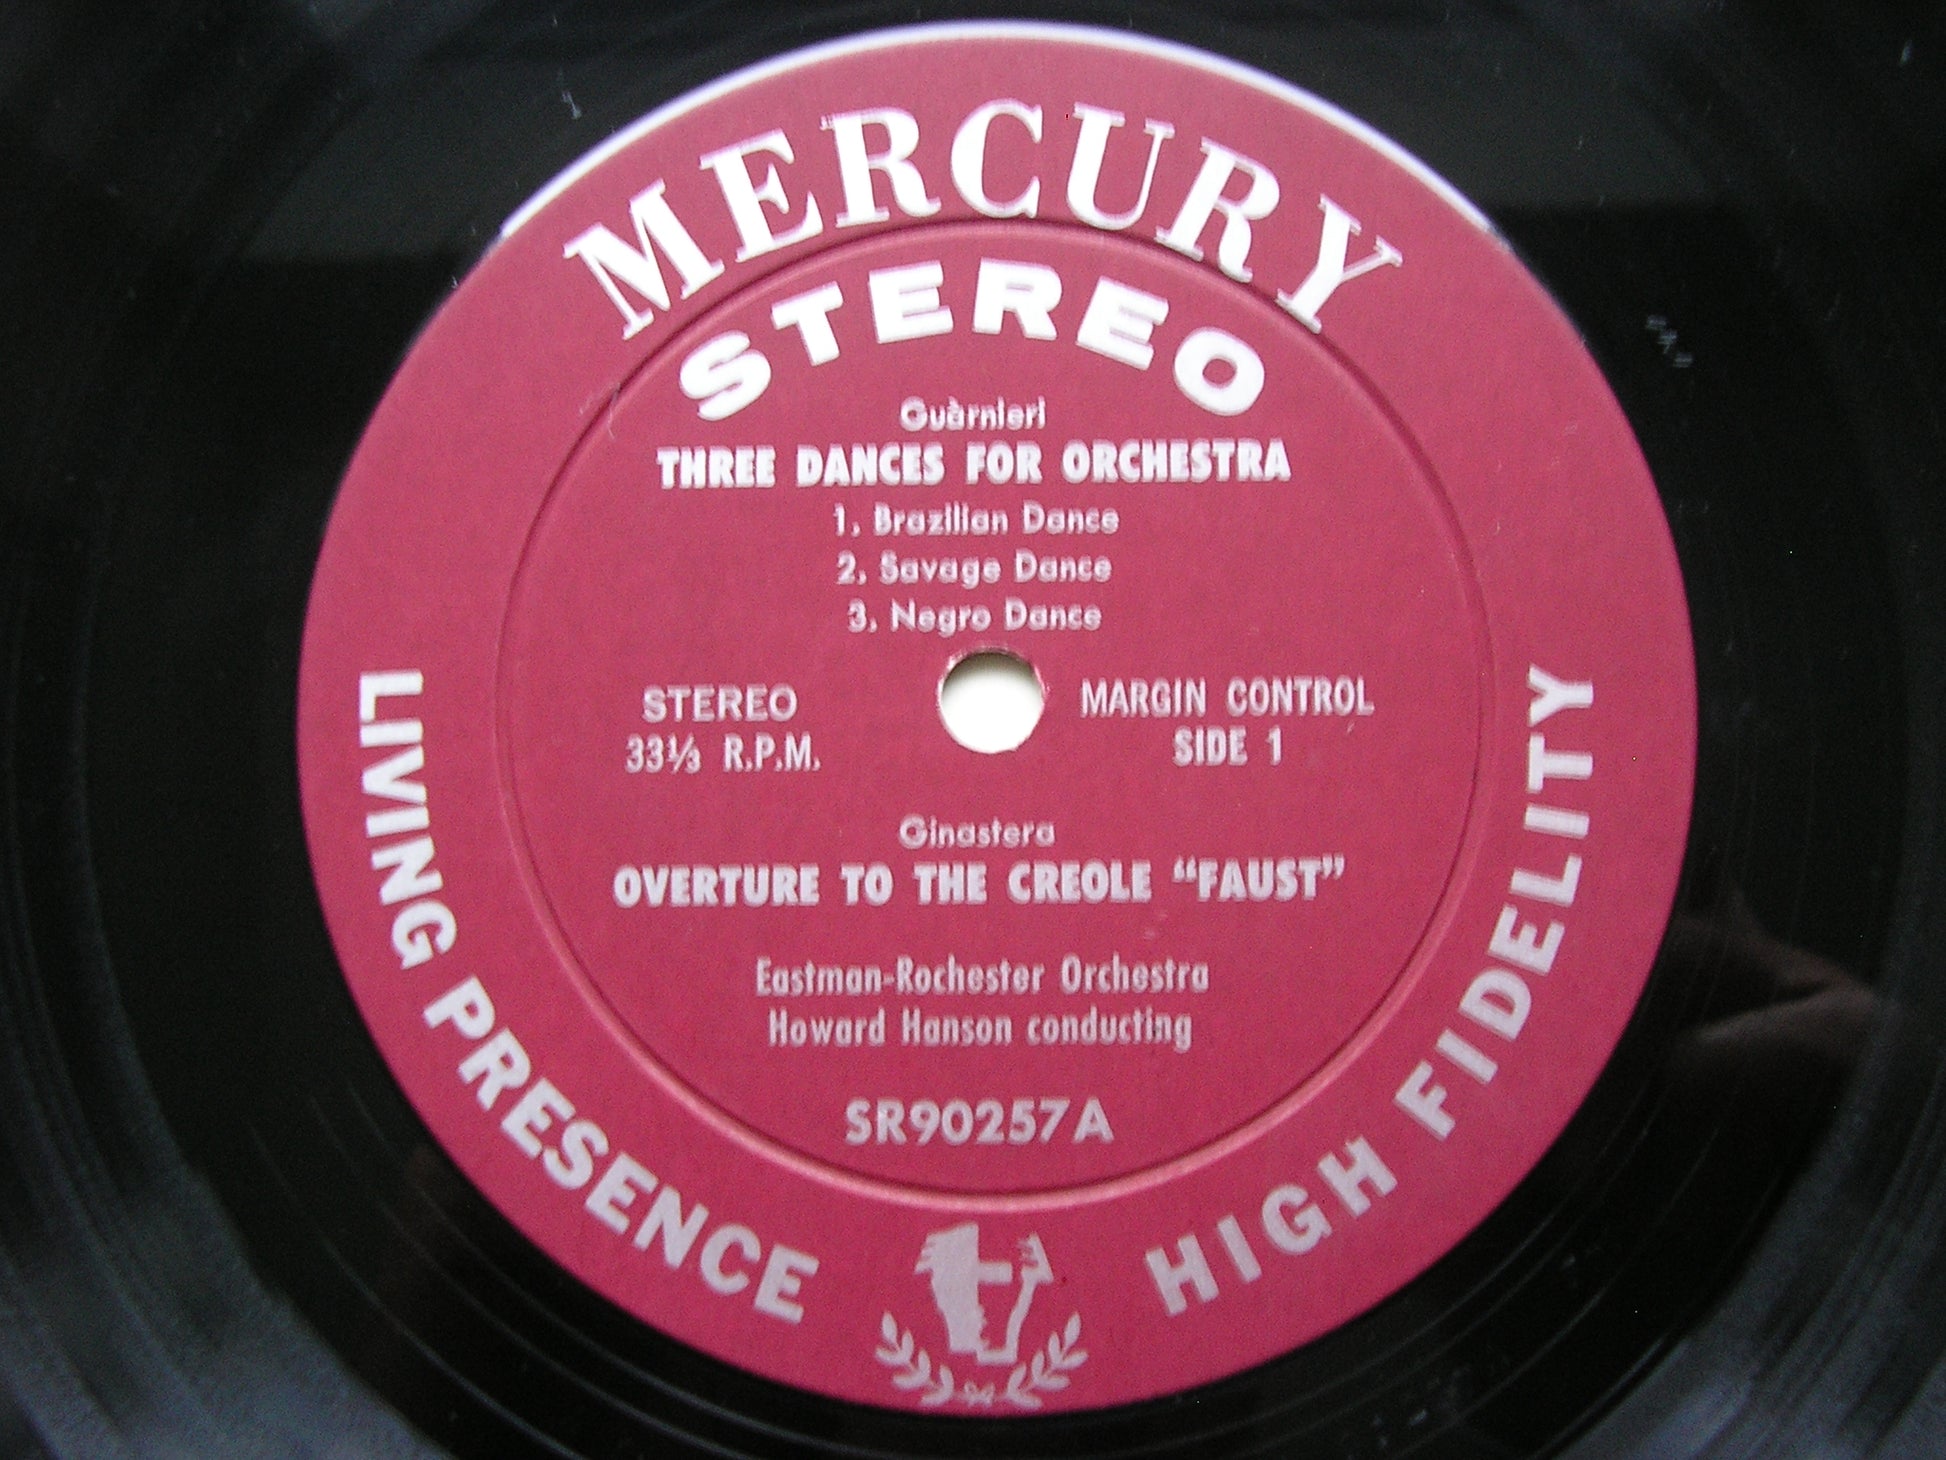 MERCURY
STEREO
Guàrnieri
THREE DANCES FOR ORCHESTRA
1. Brazilian Dance
2. Savage Dance
3. Negro Dance
STEREO
33⅓ R.P.M.
MARGIN CONTROL
SIDE 1
Ginastera
OVERTURE TO THE CREOLE “FAUST”
Eastman-Rochester Orchestra
Howard Hanson conducting
SR90257A
LIVING PRESENCE
HIGH FIDELITY